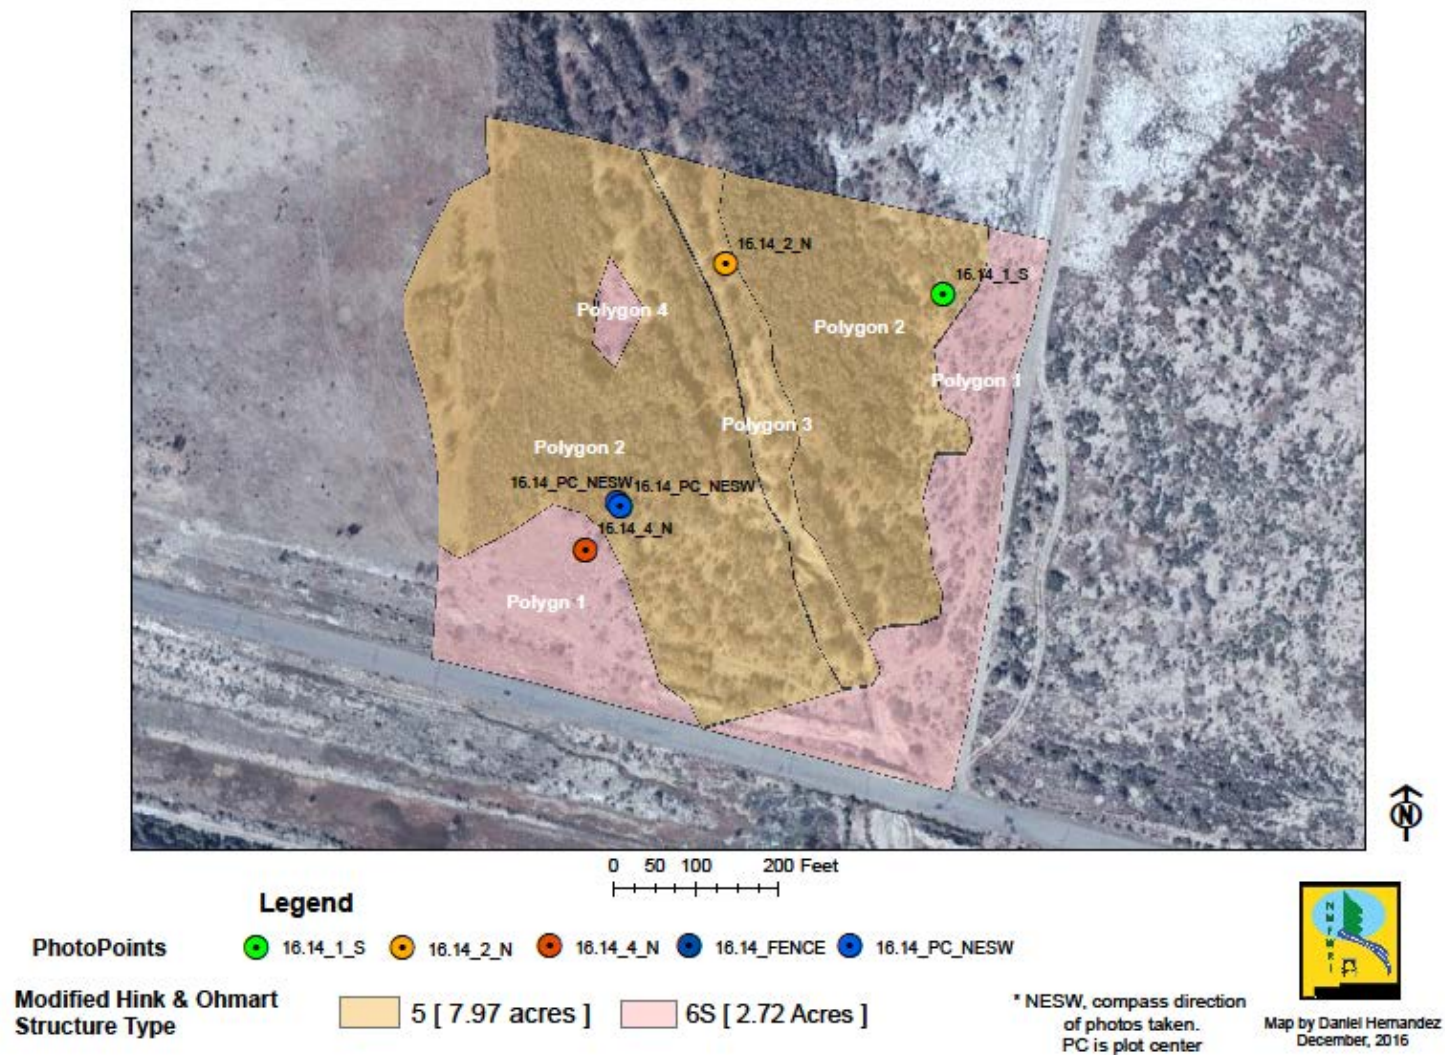 16.14_2_N
16.14_1_S
Polygon 4
Polygon 2
Polygon 1
Polygon 3
Polygon 2
16.14_PC_NESW 16.14_PC_NESW
16.14_4_N
Polygn 1
N
0 50 100 200 Feet
Legend
PhotoPoints 16.14_1_S 16.14_2_N 16.14_4_N 16.14_FENCE 16.14_PC_NESW
Modified Hink & Ohmart
Structure Type
5 [ 7.97 acres ] 6S [ 2.72 Acres ]
* NESW, compass direction
of photos taken.
PC is plot center
NMFWRI
Map by Daniel Hernandez
December, 2016